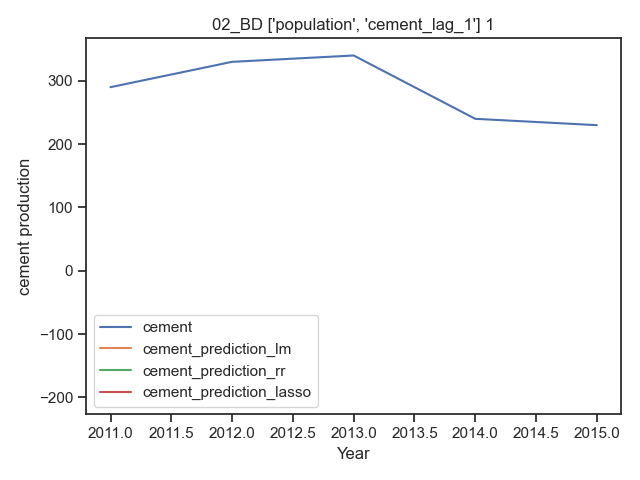 02_BD ['population', 'cement_lag_1'] 1
300
200
100
0
−100
−200
cement production
cement
cement_prediction_lm
cement_prediction_rr
cement_prediction_lasso
2011.0 2011.5 2012.0 2012.5 2013.0 2013.5 2014.0 2014.5 2015.0
Year